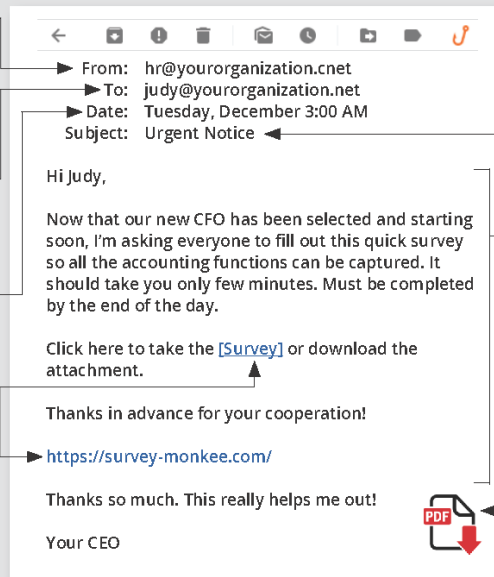 From: hr@yourorganization.cnet
To: judy@yourorganization.net
Date: Tuesday, December 3:00 AM
Subject: Urgent Notice
Hi Judy,
Now that our new CFO has been selected and starting
soon, I'm asking everyone to fill out this quick survey
so all the accounting functions can be captured. It
should take you only few minutes. Must be completed
by the end of the day.
Click here to take the [Survey] or download the
attachment.
Thanks in advance for your cooperation!
https://survey-monkee.com/
Thanks so much. This really helps me out!
PDF
Your CEO